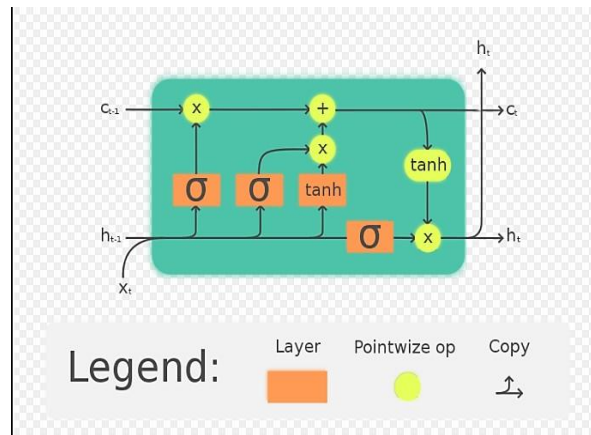 hₜ
cₜ₋₁ x + cₜ
x
tanh
σ σ tanh
hₜ₋₁ σ x hₜ
xₜ
Layer Pointwize op Copy
Legend: